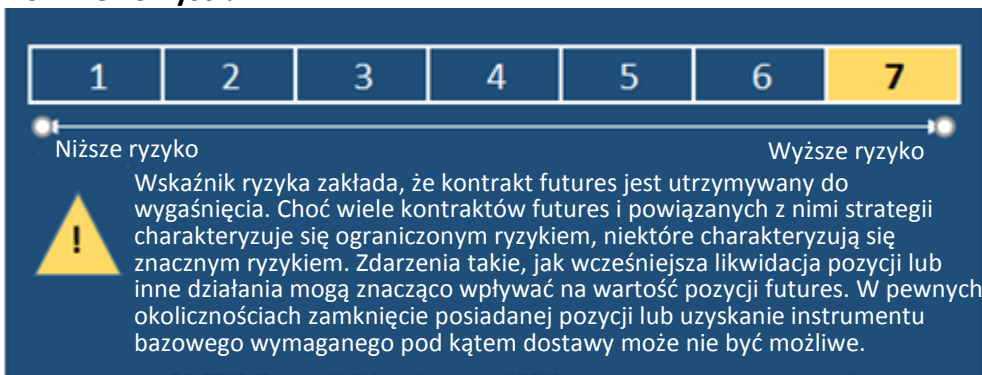 1 2 3 4 5 6 7
Niższe ryzyko Wyższe ryzyko
Wskaźnik ryzyka zakłada, że kontrakt futures jest utrzymywany do
wygaśnięcia. Choć wiele kontraktów futures i powiązanych z nimi strategii
! charakteryzuje się ograniczonym ryzykiem, niektóre charakteryzują się
znacznym ryzykiem. Zdarzenia takie, jak wcześniejsza likwidacja pozycji lub
inne działania mogą znacząco wpływać na wartość pozycji futures. W pewnych
okolicznościach zamknięcie posiadanej pozycji lub uzyskanie instrumentu
bazowego wymaganego pod kątem dostawy może nie być możliwe.